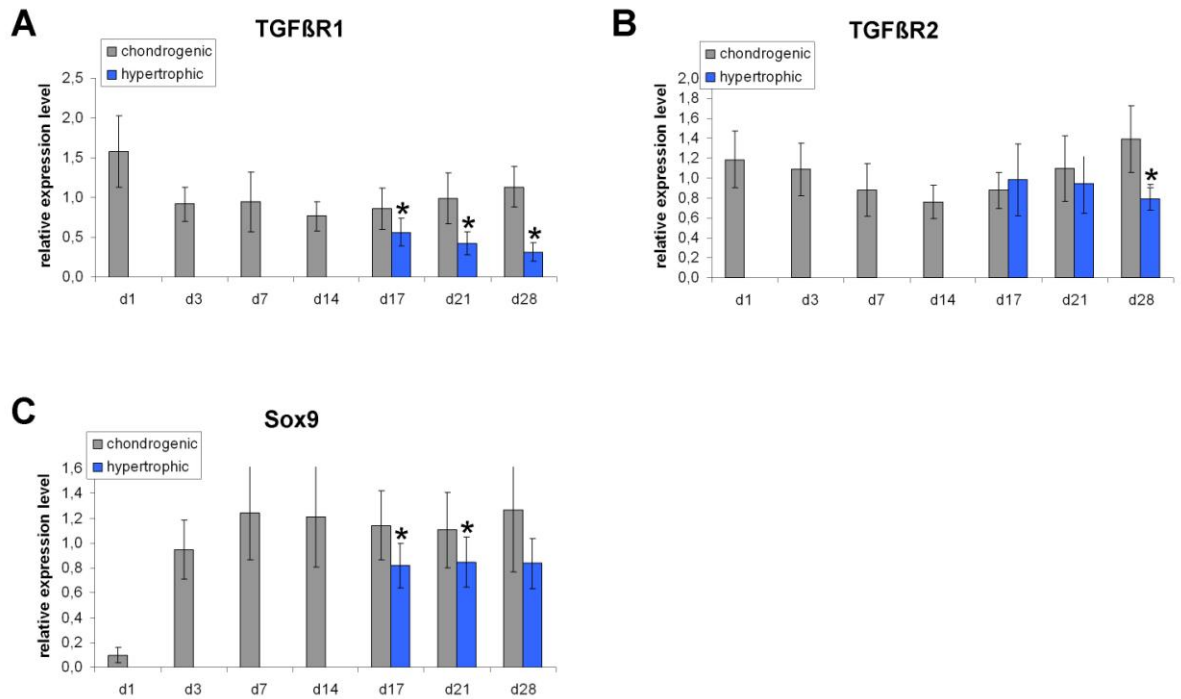 A
TGFßR1
chondrogenic
hypertrophic
relative expression level
2,5
2,0
1,5
1,0
0,5
0,0
* * *
d1 d3 d7 d14 d17 d21 d28
B
TGFßR2
chondrogenic
hypertrophic
relative expression level
2,0
1,8
1,6
1,4
1,2
1,0
0,8
0,6
0,4
0,2
0,0
*
d1 d3 d7 d14 d17 d21 d28
C
Sox9
chondrogenic
hypertrophic
relative expression level
1,6
1,4
1,2
1,0
0,8
0,6
0,4
0,2
0,0
* *
d1 d3 d7 d14 d17 d21 d28